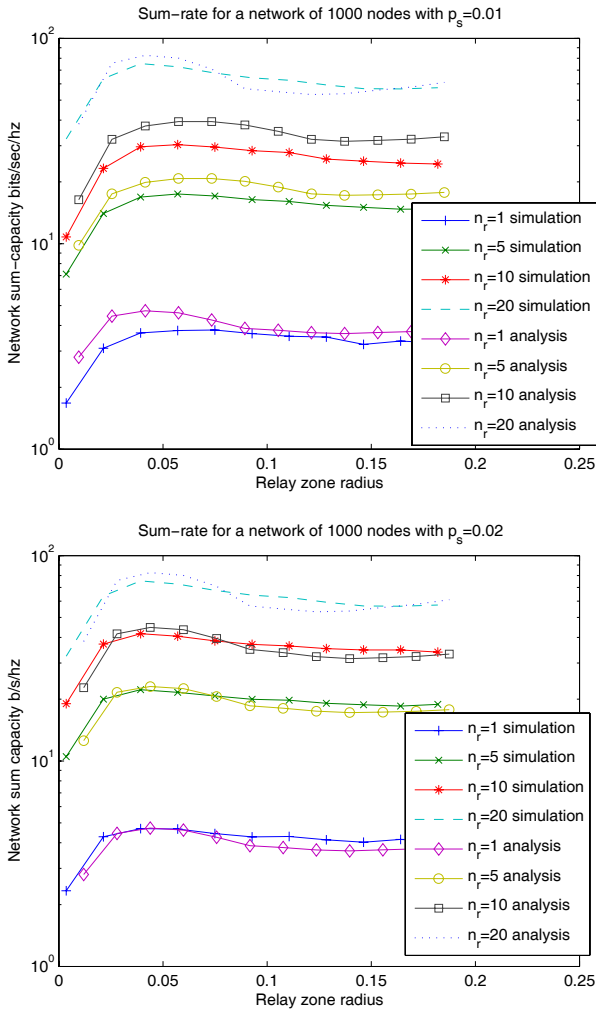 Sum-rate for a network of 1000 nodes with p_s=0.01
10^2
10^1
10^0
Network sum-capacity bits/sec/hz
0 0.05 0.1 0.15 0.2 0.25
Relay zone radius
n_r=1 simulation
n_r=5 simulation
n_r=10 simulation
n_r=20 simulation
n_r=1 analysis
n_r=5 analysis
n_r=10 analysis
n_r=20 analysis
Sum-rate for a network of 1000 nodes with p_s=0.02
10^2
10^1
10^0
Network sum capacity b/s/hz
0 0.05 0.1 0.15 0.2 0.25
Relay zone radius
n_r=1 simulation
n_r=5 simulation
n_r=10 simulation
n_r=20 simulation
n_r=1 analysis
n_r=5 analysis
n_r=10 analysis
n_r=20 analysis